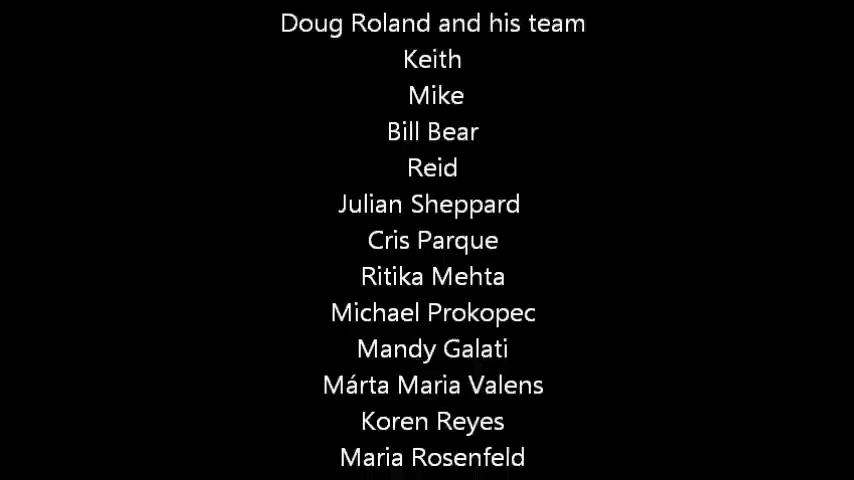 Doug Roland and his team
Keith
Mike
Bill Bear
Reid
Julian Sheppard
Cris Parque
Ritika Mehta
Michael Prokopec
Mandy Galati
Márta Maria Valens
Koren Reyes
Maria Rosenfeld